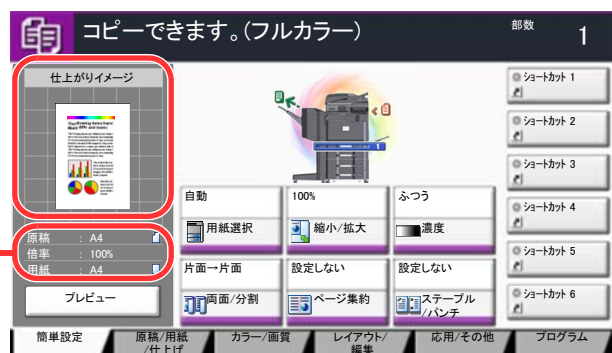 コピーできます。(フルカラー)
部数
1
仕上がりイメージ
原稿 : A4
倍率 : 100%
用紙 : A4
プレビュー
1
自動
用紙選択
100%
縮小/拡大
ふつう
濃度
片面→片面
両面/分割
設定しない
ページ集約
設定しない
ステープル
/パンチ
ショートカット 1
ショートカット 2
ショートカット 3
ショートカット 4
ショートカット 5
ショートカット 6
簡単設定
原稿/用紙
/仕上げ
カラー/画質
レイアウト/
編集
応用/その他
プログラム